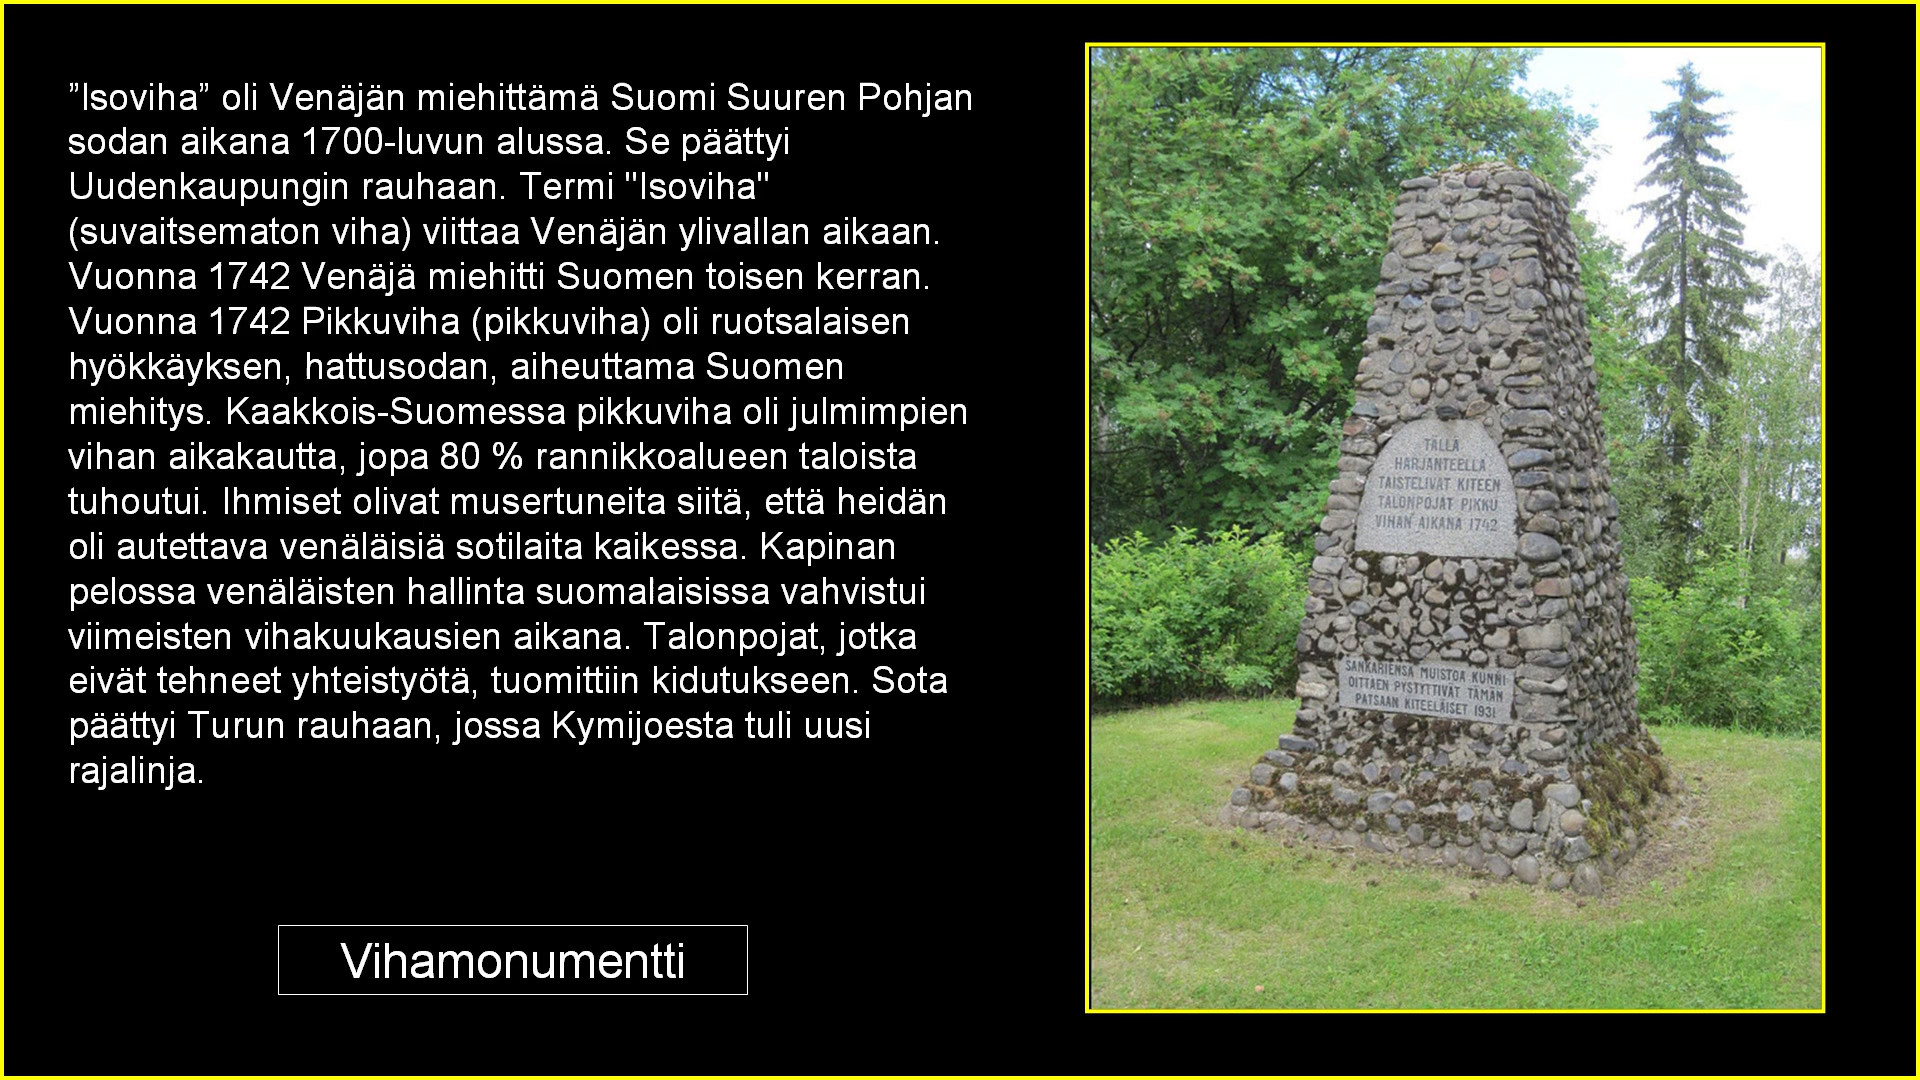 ”Isoviha” oli Venäjän miehittämä Suomi Suuren Pohjan
sodan aikana 1700-luvun alussa. Se päättyi
Uudenkaupungin rauhaan. Termi "Isoviha"
(suvaitsematon viha) viittaa Venäjän ylivallan aikaan.
Vuonna 1742 Venäjä miehitti Suomen toisen kerran.
Vuonna 1742 Pikkuviha (pikkuviha) oli ruotsalaisen
hyökkäyksen, hattusodan, aiheuttama Suomen
miehitys. Kaakkois-Suomessa pikkuviha oli julmimpien
vihan aikakautta, jopa 80 % rannikkoalueen taloista
tuhoutui. Ihmiset olivat musertuneita siitä, että heidän
oli autettava venäläisiä sotilaita kaikessa. Kapinan
pelossa venäläisten hallinta suomalaisissa vahvistui
viimeisten vihakuukausien aikana. Talonpojat, jotka
eivät tehneet yhteistyötä, tuomittiin kidutukseen. Sota
päättyi Turun rauhaan, jossa Kymijoesta tuli uusi
rajalinja.
Vihamonumentti
TÄLLÄ
HARJANTEELLA
TAISTELIVAT KITEEN
TALONPOJAT PIKKU
VIHAN AIKANA 1742
SANKARIENSA MUISTOA KUNNI
OITTAEN PYSTYTTIVÄT TÄMÄN
PATSAAN KITEELÄISET 1931